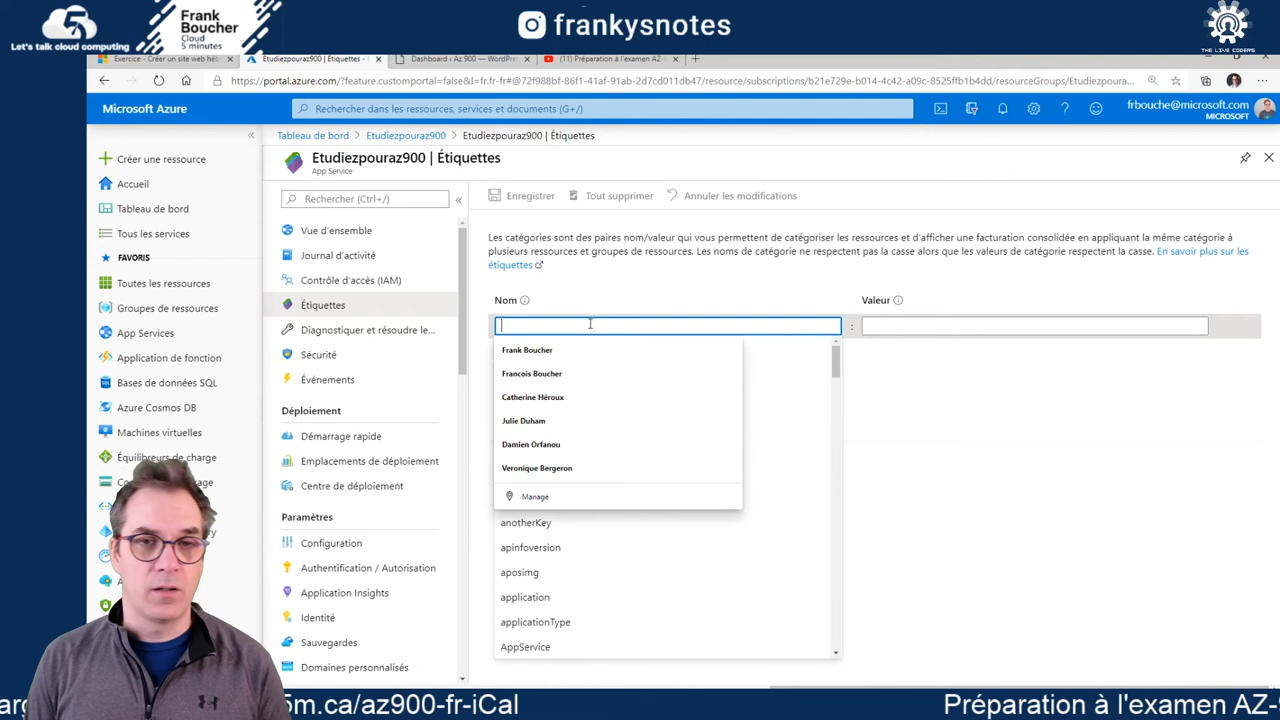 Let's talk cloud computing
5
Frank
Boucher
Cloud
5 minutes
frankysnotes
THE LIVE CODERS
Exercice - Créer un site web héb
Etudiezpouraz900 | Étiquettes -
Dashboard ‹ Az 900 — WordPre
(11) Préparation à l'examen AZ-
https://portal.azure.com/?feature.customportal=false&l=fr.fr-fr#@72f988bf-86f1-41af-91ab-2d7cd011db47/resource/subscriptions/b21e729e-b014-4c42-a09c-8525ffb1b4dd/resourceGroups/Etudiezpoura...
Microsoft Azure
Rechercher dans les ressources, services et documents (G+/)
frbouche@microsoft.com
MICROSOFT
Créer une ressource
Accueil
Tableau de bord
Tous les services
FAVORIS
Toutes les ressources
Groupes de ressources
App Services
Application de fonction
Bases de données SQL
Azure Cosmos DB
Machines virtuelles
Équilibreurs de charge
Tableau de bord > Etudiezpouraz900 > Etudiezpouraz900 | Étiquettes
Etudiezpouraz900 | Étiquettes
App Service
Rechercher (Ctrl+/)
Vue d'ensemble
Journal d'activité
Contrôle d'accès (IAM)
Étiquettes
Diagnostiquer et résoudre le...
Sécurité
Événements
Déploiement
Démarrage rapide
Emplacements de déploiement
Centre de déploiement
Paramètres
Configuration
Authentification / Autorisation
Application Insights
Identité
Sauvegardes
Domaines personnalisés
Enregistrer
Tout supprimer
Annuler les modifications
Les catégories sont des paires nom/valeur qui vous permettent de catégoriser les ressources et d'afficher une facturation consolidée en appliquant la même catégorie à
plusieurs ressources et groupes de ressources. Les noms de catégorie ne respectent pas la casse alors que les valeurs de catégorie respectent la casse. En savoir plus sur les
étiquettes
Nom
Valeur
:
Frank Boucher
Francois Boucher
Catherine Héroux
Julie Duham
Damien Orfanou
Veronique Bergeron
Manage
anotherKey
apinfoversion
aposimg
application
applicationType
AppService
5m.ca/az900-fr-iCal
Préparation à l'examen AZ-9